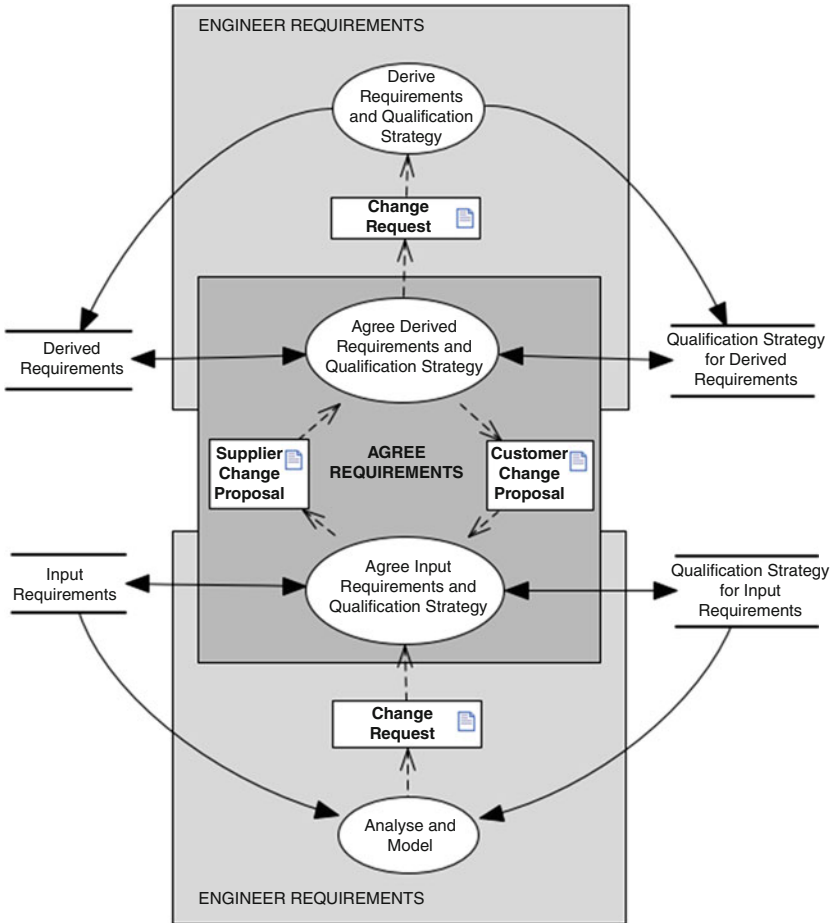 ENGINEER REQUIREMENTS
Derive
Requirements
and Qualification
Strategy
Change
Request
Derived
Requirements
Agree Derived
Requirements and
Qualification Strategy
Qualification Strategy
for Derived
Requirements
Supplier
Change
Proposal
AGREE
REQUIREMENTS
Customer
Change
Proposal
Input
Requirements
Agree Input
Requirements and
Qualification Strategy
Qualification Strategy
for Input
Requirements
Change
Request
Analyse and
Model
ENGINEER REQUIREMENTS